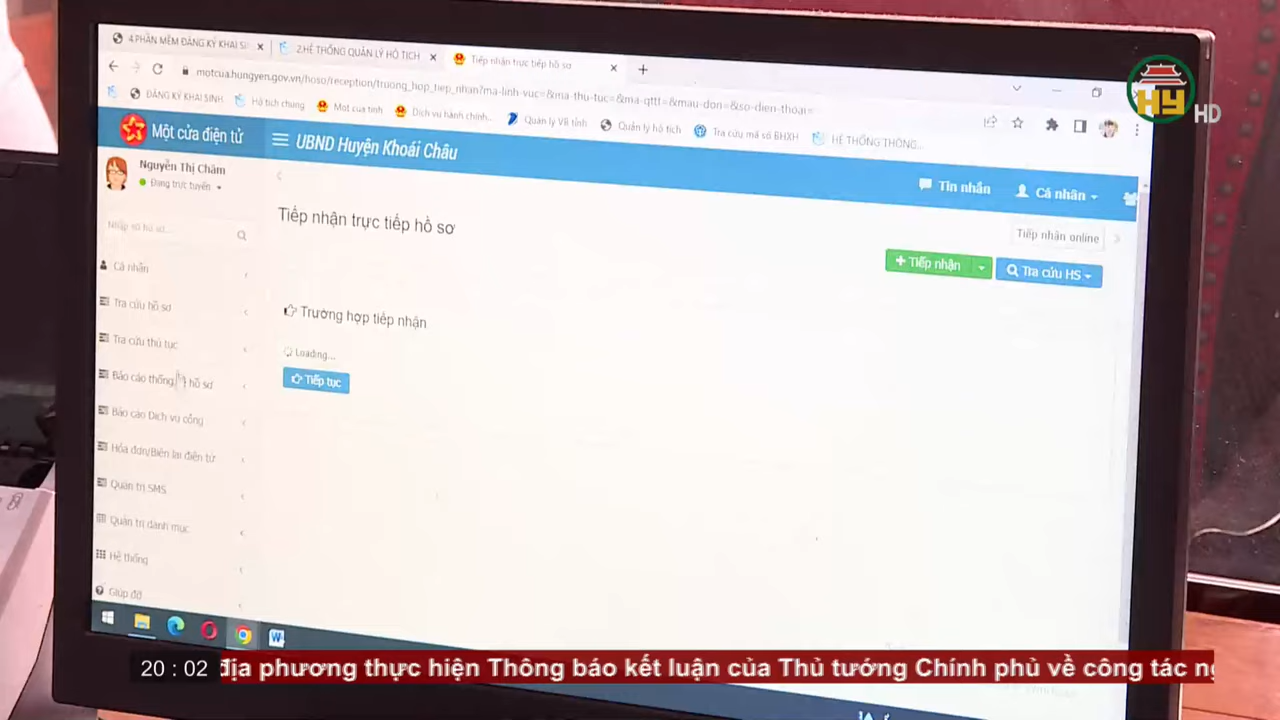 4.PHẦN MỀM ĐĂNG KÝ KHAI SI
2.HỆ THỐNG QUẢN LÝ HỘ TỊCH
Tiếp nhận trực tiếp hồ sơ
motcua.hungyen.gov.vn/hoso/reception/truong_hop_tiep_nhan?ma-linh-vuc=&ma-thu-tuc=&ma-qttt=&mau-don=&so-dien-thoai=
ĐĂNG KÝ KHAI SINH
Hộ tịch chung
Một cửa tỉnh
Dịch vụ hành chính...
Quản lý VB tỉnh
Quản lý hộ tịch
Tra cứu mã số BHXH
HỆ THỐNG THÔNG...
HY HD
Một cửa điện tử
UBND Huyện Khoái Châu
Tin nhắn
Cá nhân
Nguyễn Thị Châm
Đang trực tuyến
Nhập số hồ sơ...
Tiếp nhận trực tiếp hồ sơ
Tiếp nhận online
Tiếp nhận
Tra cứu HS
Cá nhân
Tra cứu hồ sơ
Tra cứu thủ tục
Báo cáo thống hồ sơ
Báo cáo Dịch vụ công
Hóa đơn/Biên lai điện tử
Quản trị SMS
Quản trị danh mục
Hệ thống
Giúp đỡ
Trường hợp tiếp nhận
Loading...
Tiếp tục
20 : 02 địa phương thực hiện Thông báo kết luận của Thủ tướng Chính phủ về công tác